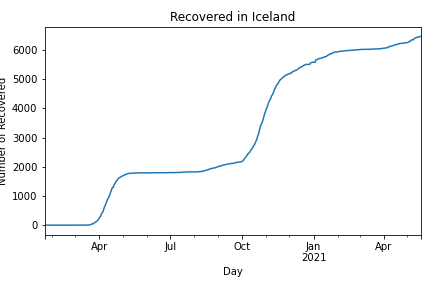 Recovered in Iceland
Number of Recovered
6000
5000
4000
3000
2000
1000
0
Apr
Jul
Oct
Jan
2021
Apr
Day